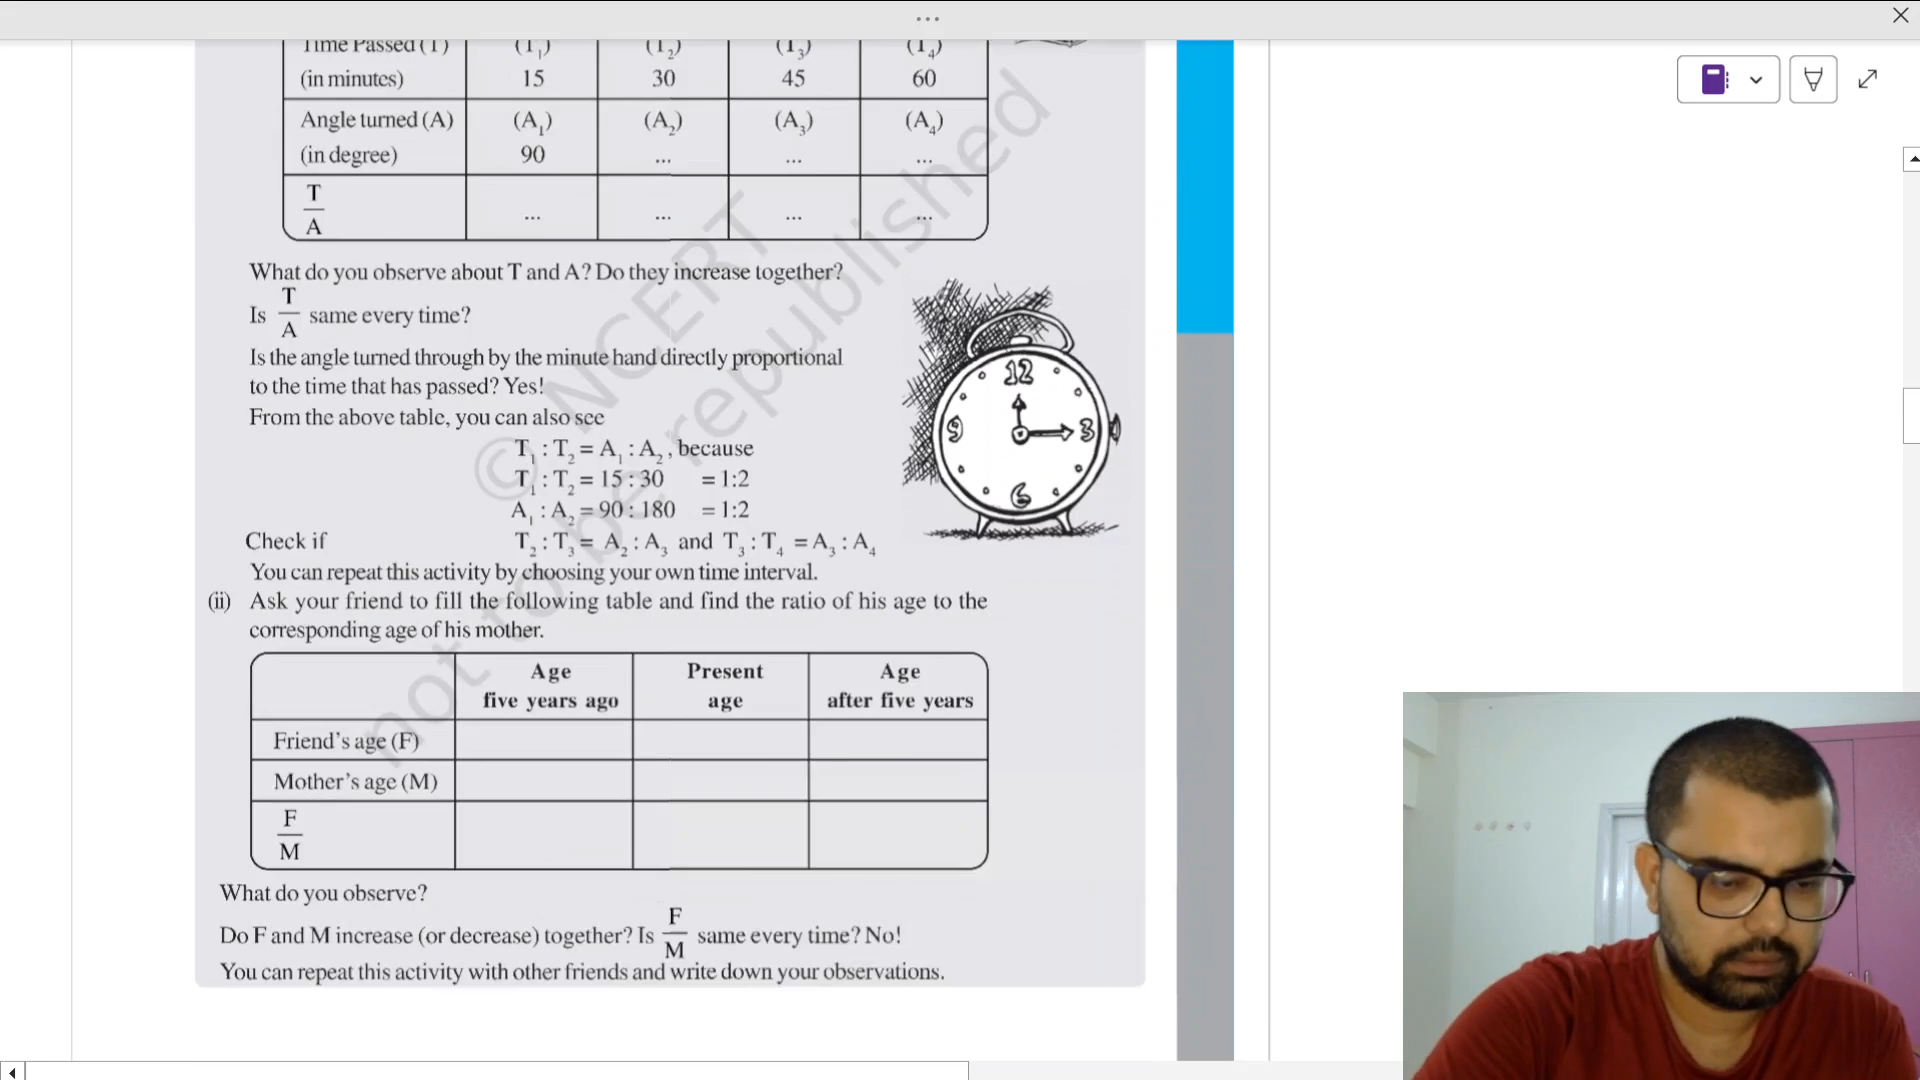 ...
Time Passed (T) (T₁) (T₂) (T₃) (T₄)
(in minutes) 15 30 45 60
Angle turned (A) (A₁) (A₂) (A₃) (A₄)
(in degree) 90 ... ... ...
T/A ... ... ... ...
What do you observe about T and A? Do they increase together?
Is T/A same every time?
Is the angle turned through by the minute hand directly proportional
to the time that has passed? Yes!
From the above table, you can also see
T₁ : T₂ = A₁ : A₂, because
T₁ : T₂ = 15 : 30 = 1:2
A₁ : A₂ = 90 : 180 = 1:2
Check if T₂ : T₃ = A₂ : A₃ and T₃ : T₄ = A₃ : A₄
You can repeat this activity by choosing your own time interval.
(ii) Ask your friend to fill the following table and find the ratio of his age to the
corresponding age of his mother.
Age Present Age
five years ago age after five years
Friend's age (F)
Mother's age (M)
F/M
What do you observe?
Do F and M increase (or decrease) together? Is F/M same every time? No!
You can repeat this activity with other friends and write down your observations.
12
9 3
6
© NCERT
not to be republished